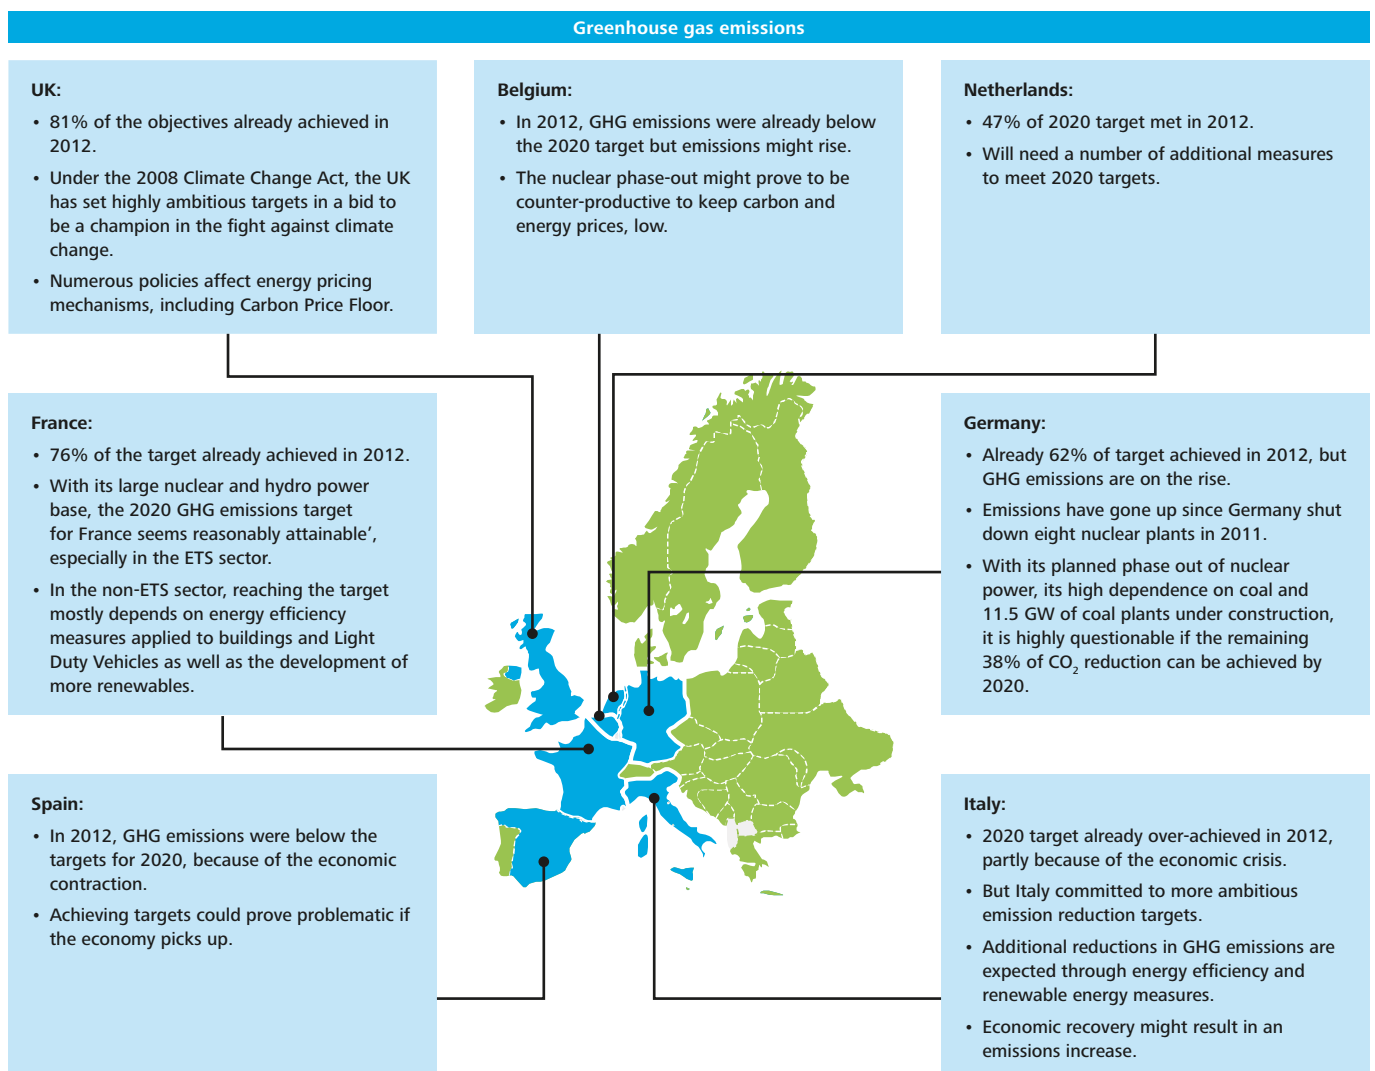 Greenhouse gas emissions
UK:
• 81% of the objectives already achieved in
2012.
• Under the 2008 Climate Change Act, the UK
has set highly ambitious targets in a bid to
be a champion in the fight against climate
change.
• Numerous policies affect energy pricing
mechanisms, including Carbon Price Floor.
Belgium:
• In 2012, GHG emissions were already below
the 2020 target but emissions might rise.
• The nuclear phase-out might prove to be
counter-productive to keep carbon and
energy prices, low.
Netherlands:
• 47% of 2020 target met in 2012.
• Will need a number of additional measures
to meet 2020 targets.
France:
• 76% of the target already achieved in 2012.
• With its large nuclear and hydro power
base, the 2020 GHG emissions target
for France seems reasonably attainable’,
especially in the ETS sector.
• In the non-ETS sector, reaching the target
mostly depends on energy efficiency
measures applied to buildings and Light
Duty Vehicles as well as the development of
more renewables.
Germany:
• Already 62% of target achieved in 2012, but
GHG emissions are on the rise.
• Emissions have gone up since Germany shut
down eight nuclear plants in 2011.
• With its planned phase out of nuclear
power, its high dependence on coal and
11.5 GW of coal plants under construction,
it is highly questionable if the remaining
38% of CO₂ reduction can be achieved by
2020.
Spain:
• In 2012, GHG emissions were below the
targets for 2020, because of the economic
contraction.
• Achieving targets could prove problematic if
the economy picks up.
Italy:
• 2020 target already over-achieved in 2012,
partly because of the economic crisis.
• But Italy committed to more ambitious
emission reduction targets.
• Additional reductions in GHG emissions are
expected through energy efficiency and
renewable energy measures.
• Economic recovery might result in an
emissions increase.